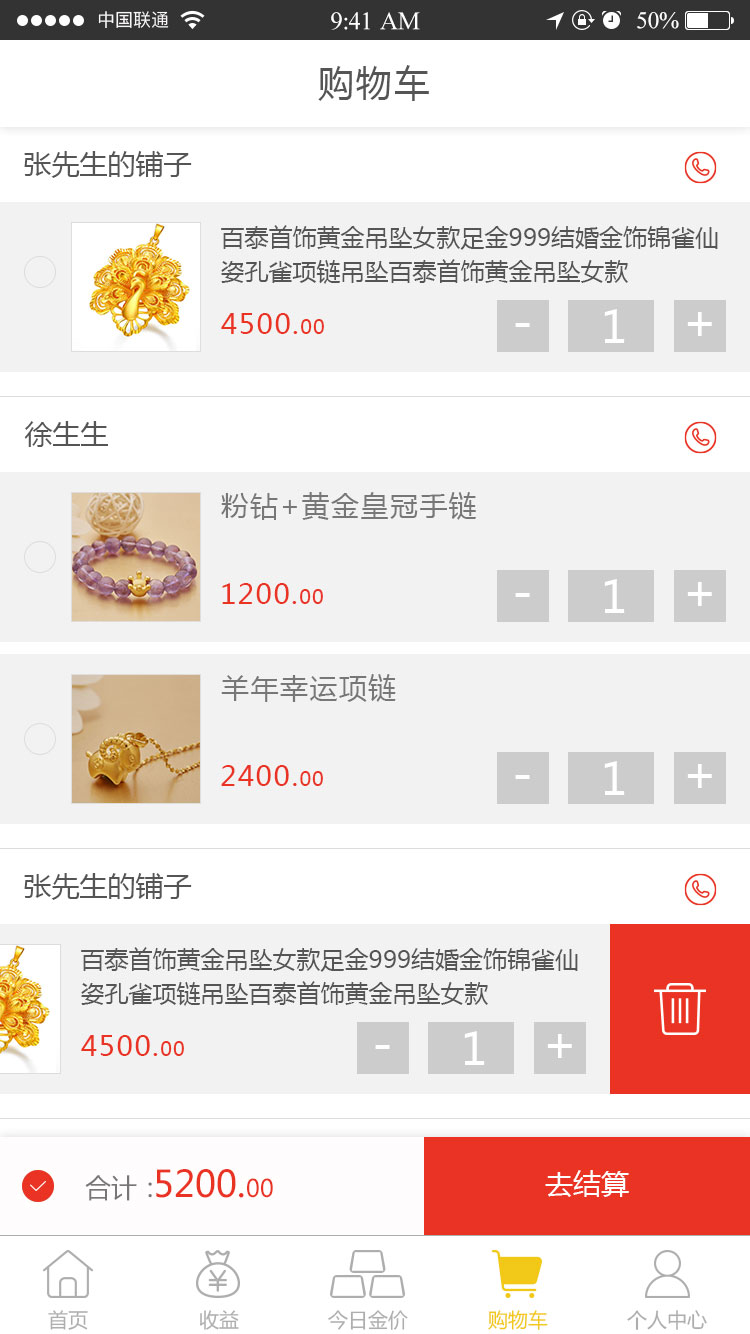 中国联通 9:41 AM 50%
购物车
张先生的铺子
百泰首饰黄金吊坠女款足金999结婚金饰锦雀仙
姿孔雀项链吊坠百泰首饰黄金吊坠女款
4500.00 - 1 +
徐生生
粉钻+黄金皇冠手链
1200.00 - 1 +
羊年幸运项链
2400.00 - 1 +
张先生的铺子
百泰首饰黄金吊坠女款足金999结婚金饰锦雀仙
姿孔雀项链吊坠百泰首饰黄金吊坠女款
4500.00 - 1 +
合计 :5200.00 去结算
首页 收益 今日金价 购物车 个人中心